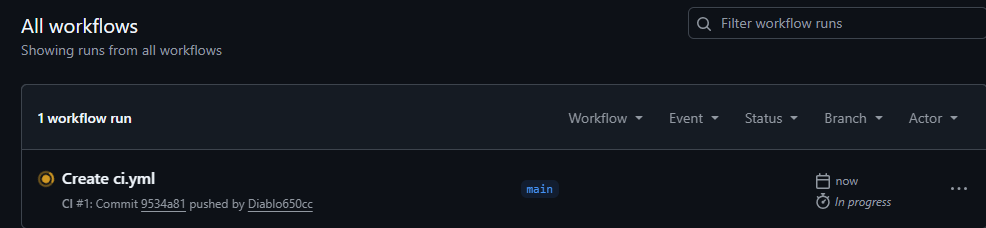 All workflows
Filter workflow runs
Showing runs from all workflows
1 workflow run
Workflow
Event
Status
Branch
Actor
Create ci.yml
main
now
CI #1: Commit 9534a81 pushed by Diablo650cc
In progress